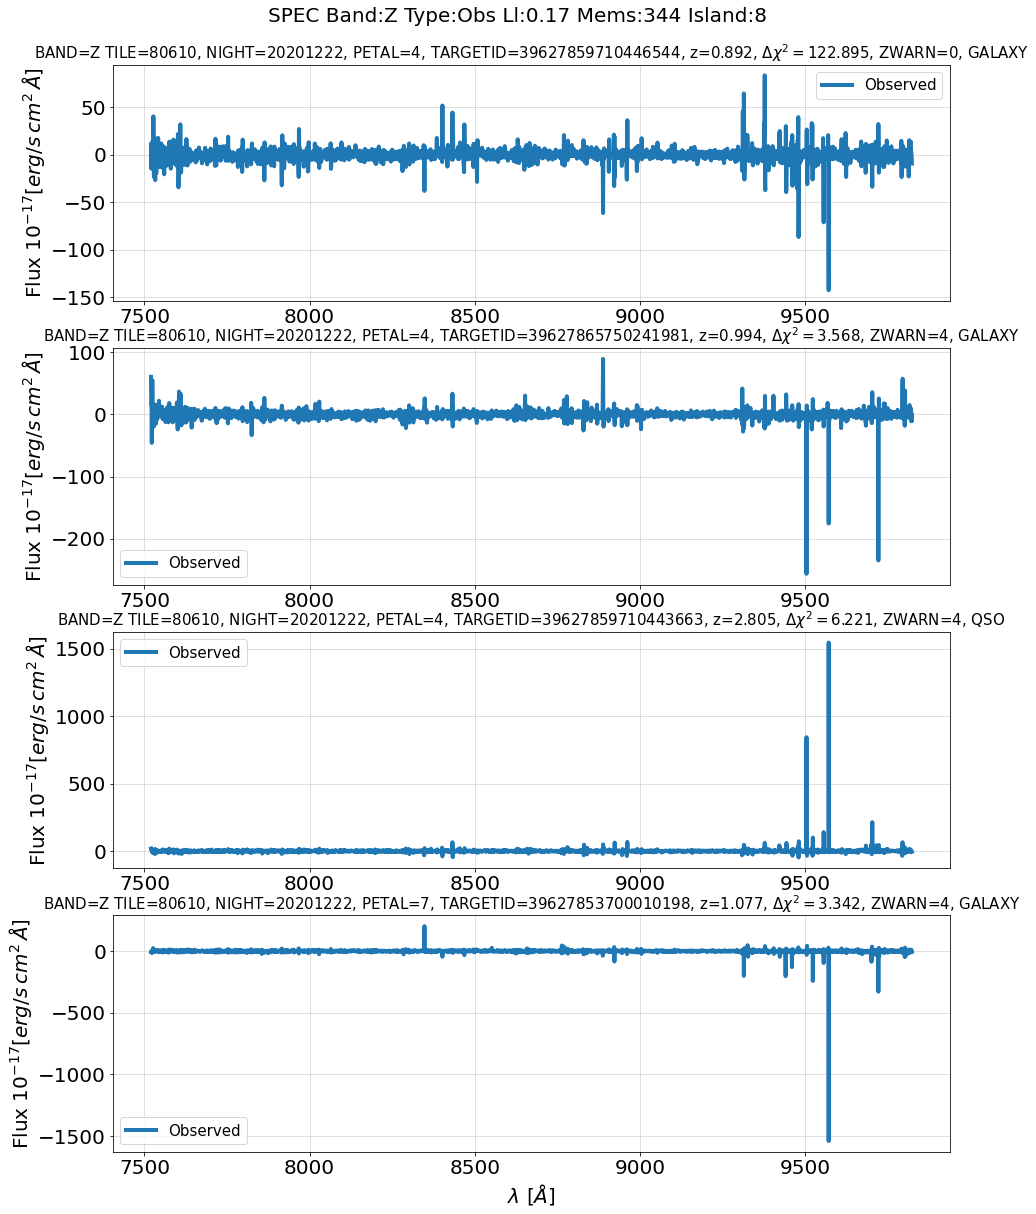 SPEC Band:Z Type:Obs Ll:0.17 Mems:344 Island:8
BAND=Z TILE=80610, NIGHT=20201222, PETAL=4, TARGETID=39627859710446544, z=0.892, Δχ² = 122.895, ZWARN=0, GALAXY
Observed
Flux 10⁻¹⁷[erg/s cm² Å]
50
0
−50
−100
−150
7500 8000 8500 9000 9500
BAND=Z TILE=80610, NIGHT=20201222, PETAL=4, TARGETID=39627865750241981, z=0.994, Δχ² = 3.568, ZWARN=4, GALAXY
Flux 10⁻¹⁷[erg/s cm² Å]
100
0
−100
−200
Observed
7500 8000 8500 9000 9500
BAND=Z TILE=80610, NIGHT=20201222, PETAL=4, TARGETID=39627859710443663, z=2.805, Δχ² = 6.221, ZWARN=4, QSO
Observed
Flux 10⁻¹⁷[erg/s cm² Å]
1500
1000
500
0
7500 8000 8500 9000 9500
BAND=Z TILE=80610, NIGHT=20201222, PETAL=7, TARGETID=39627853700010198, z=1.077, Δχ² = 3.342, ZWARN=4, GALAXY
Flux 10⁻¹⁷[erg/s cm² Å]
0
−500
−1000
−1500
Observed
7500 8000 8500 9000 9500
λ [Å]